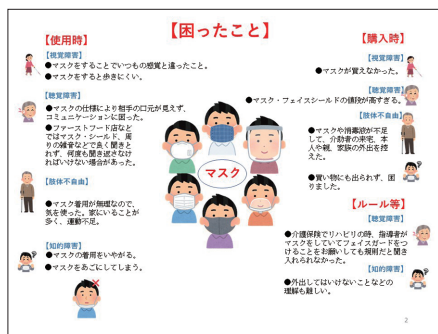 【困ったこと】
【使用時】
【視覚障害】
●マスクをすることでいつもの感覚と違ったこと。
●マスクをすると歩きにくい。
【聴覚障害】
●マスクの仕様により相手の口元が見えず、
コミュニケーションに困った。
●ファーストフード店など
ではマスク・シールド、周
りの雑音などで良く聞きと
れず、何度も聞き返さなけ
ればいけない場合があった。
【肢体不自由】
●マスク着用が無理なので、
気を使った。家にいることが
多く、運動不足。
【知的障害】
●マスクの着用をいやがる。
●マスクをあごにしてしまう。
マスク
【購入時】
【視覚障害】
●マスクが買えなかった。
【聴覚障害】
●マスク・フェイスシールドの値段が高すぎる。
【肢体不自由】
●マスクや消毒液が不足
して、介助者の来宅、本
人や親、家族の外出を控
えた。
●買い物にも出られず、困
りました。
【ルール等】
【聴覚障害】
●介護保険でリハビリの時、指導者が
マスクをしていてフェイスガードをつ
けることをお願いしても規則だと聞き
入れられなかった。
【知的障害】
●外出してはいけないことなどの
理解も難しい。
2